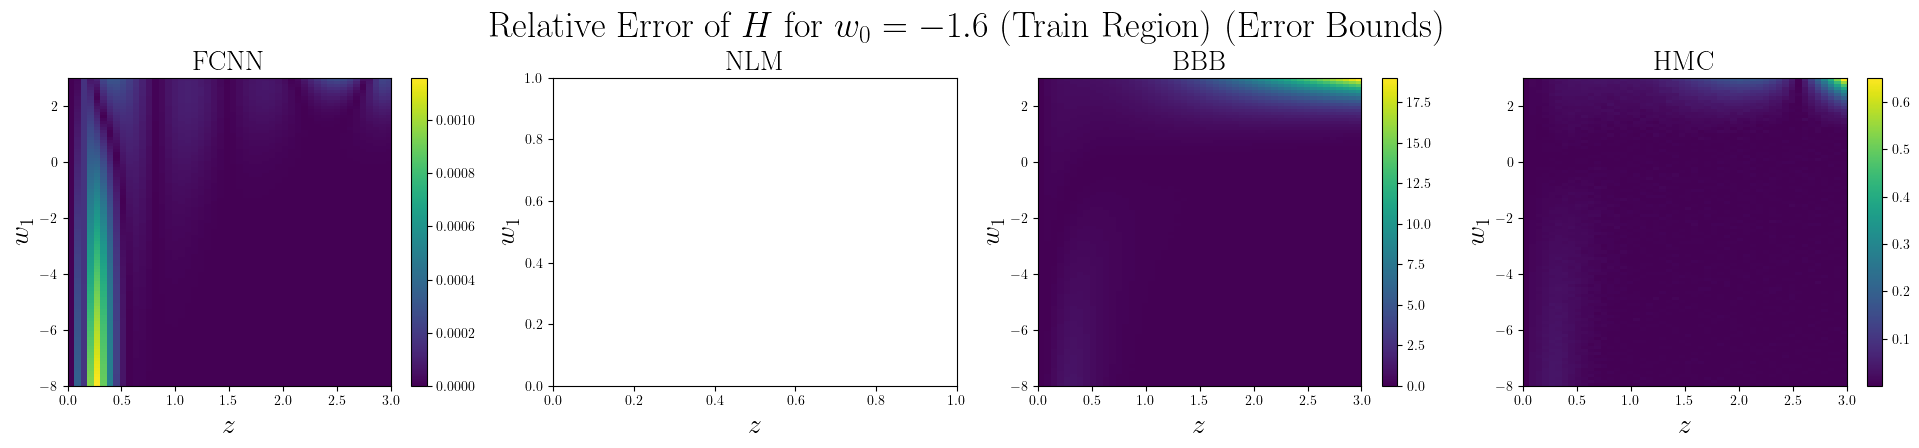 Relative Error of H for w₀ = −1.6 (Train Region) (Error Bounds)
FCNN
2
0
−2
−4
−6
−8
w₁
0.0 0.5 1.0 1.5 2.0 2.5 3.0
z
0.0010
0.0008
0.0006
0.0004
0.0002
0.0000
NLM
1.0
0.8
0.6
0.4
0.2
0.0
w₁
0.0 0.2 0.4 0.6 0.8 1.0
z
BBB
2
0
−2
−4
−6
−8
w₁
0.0 0.5 1.0 1.5 2.0 2.5 3.0
z
17.5
15.0
12.5
10.0
7.5
5.0
2.5
0.0
HMC
2
0
−2
−4
−6
−8
w₁
0.0 0.5 1.0 1.5 2.0 2.5 3.0
z
0.6
0.5
0.4
0.3
0.2
0.1